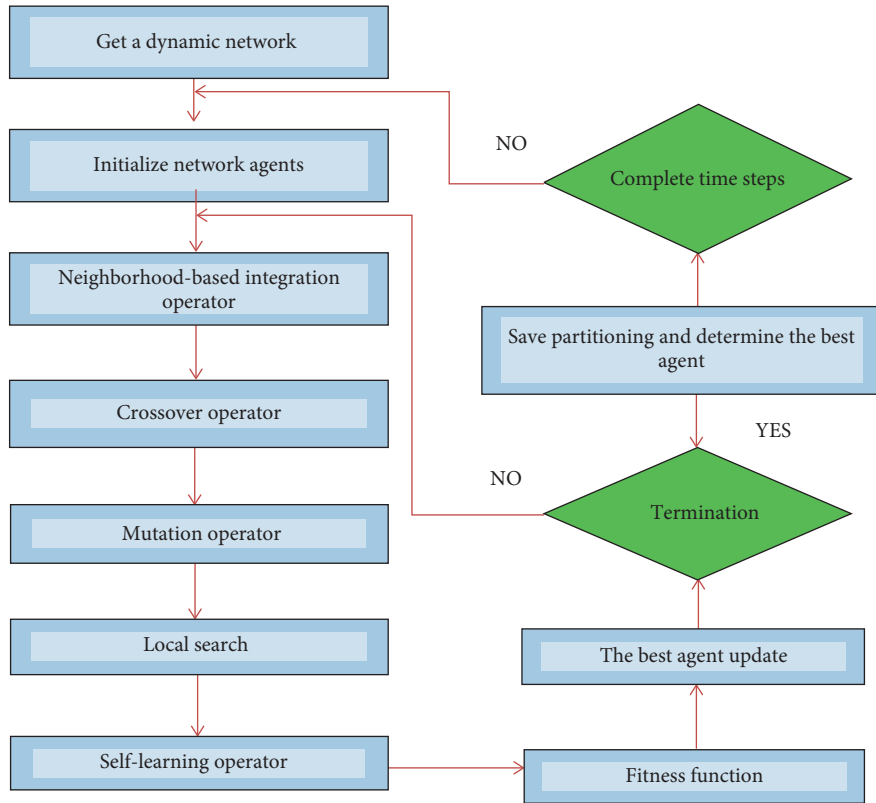 Get a dynamic network
Initialize network agents
Neighborhood-based integration
operator
Crossover operator
Mutation operator
Local search
Self-learning operator
Fitness function
The best agent update
Termination
NO
YES
Save partitioning and determine the best
agent
Complete time steps
NO